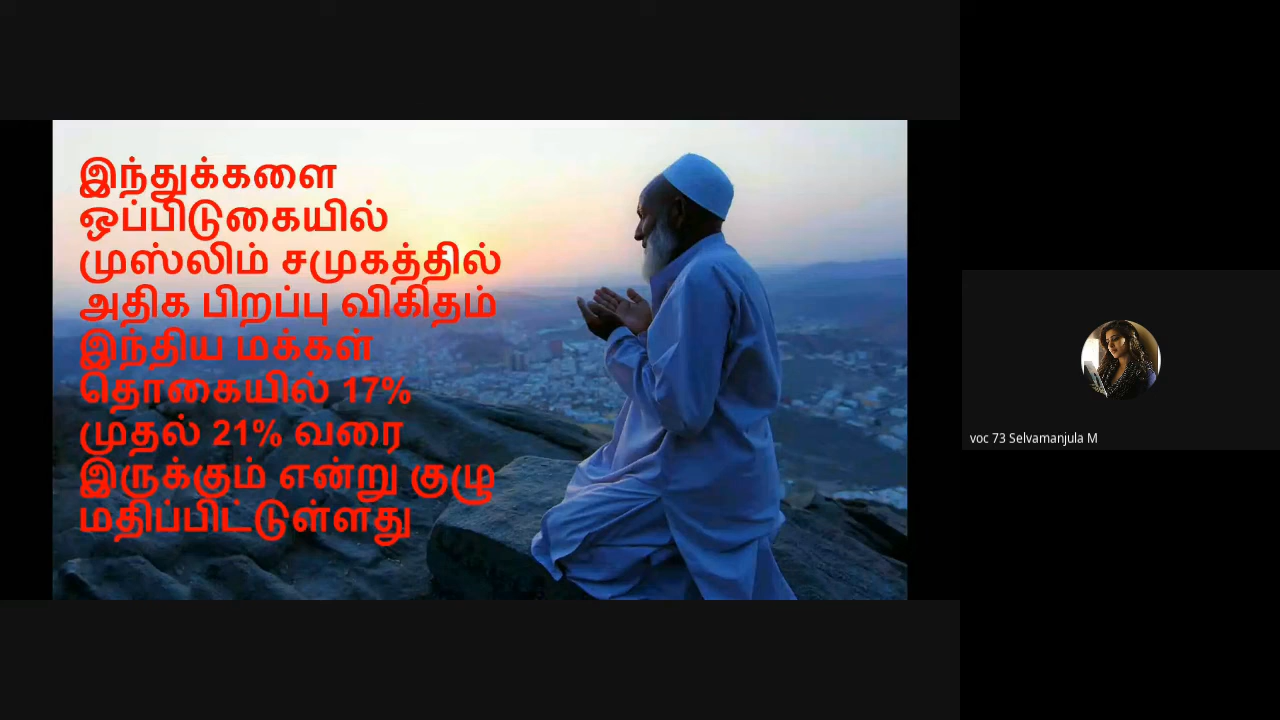 இந்துக்களை
ஒப்பிடுகையில்
முஸ்லிம் சமுகத்தில்
அதிக பிறப்பு விகிதம்
இந்திய மக்கள்
தொகையில் 17%
முதல் 21% வரை
இருக்கும் என்று குழு
மதிப்பிட்டுள்ளது
voc 73 Selvamanjula M